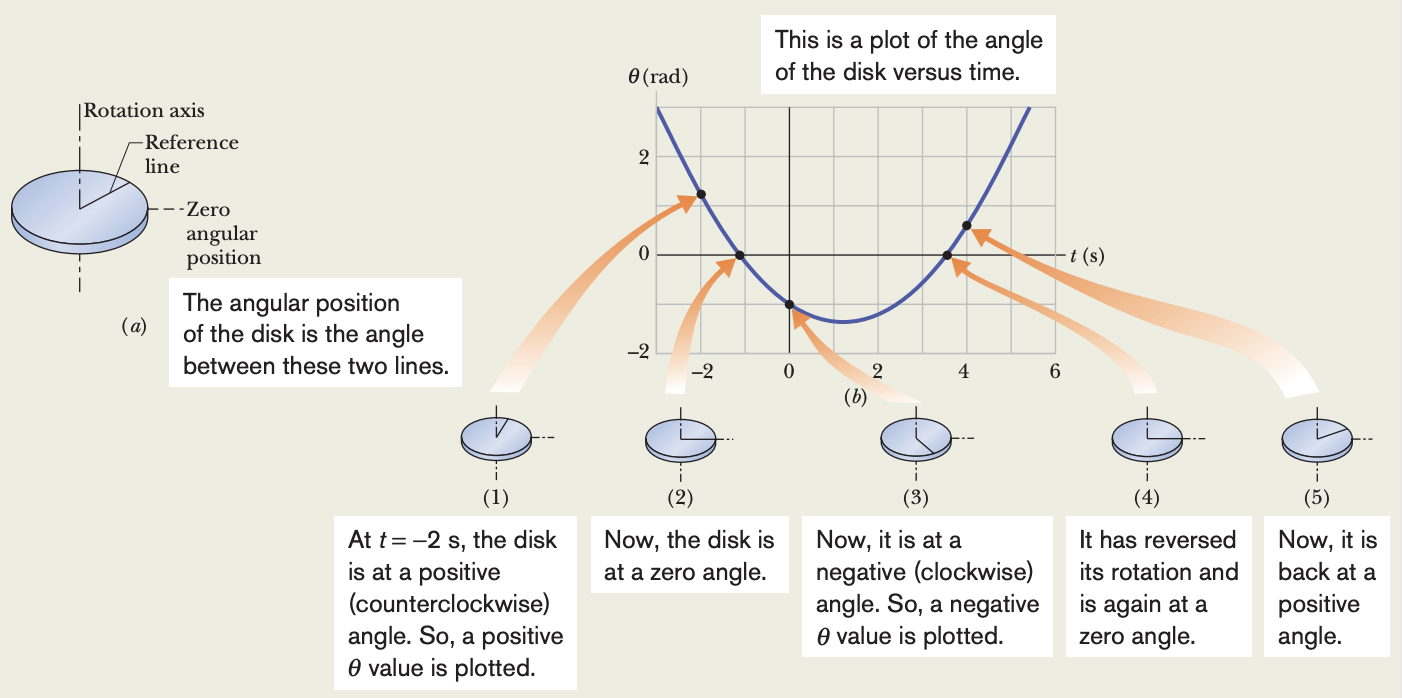 This is a plot of the angle
of the disk versus time.
θ (rad)
Rotation axis
Reference
line
Zero
angular
position
(a)
The angular position
of the disk is the angle
between these two lines.
2
0
−2
t (s)
−2 0 2 4 6
(b)
(1)
At t = −2 s, the disk
is at a positive
(counterclockwise)
angle. So, a positive
θ value is plotted.
(2)
Now, the disk is
at a zero angle.
(3)
Now, it is at a
negative (clockwise)
angle. So, a negative
θ value is plotted.
(4)
It has reversed
its rotation and
is again at a
zero angle.
(5)
Now, it is
back at a
positive
angle.